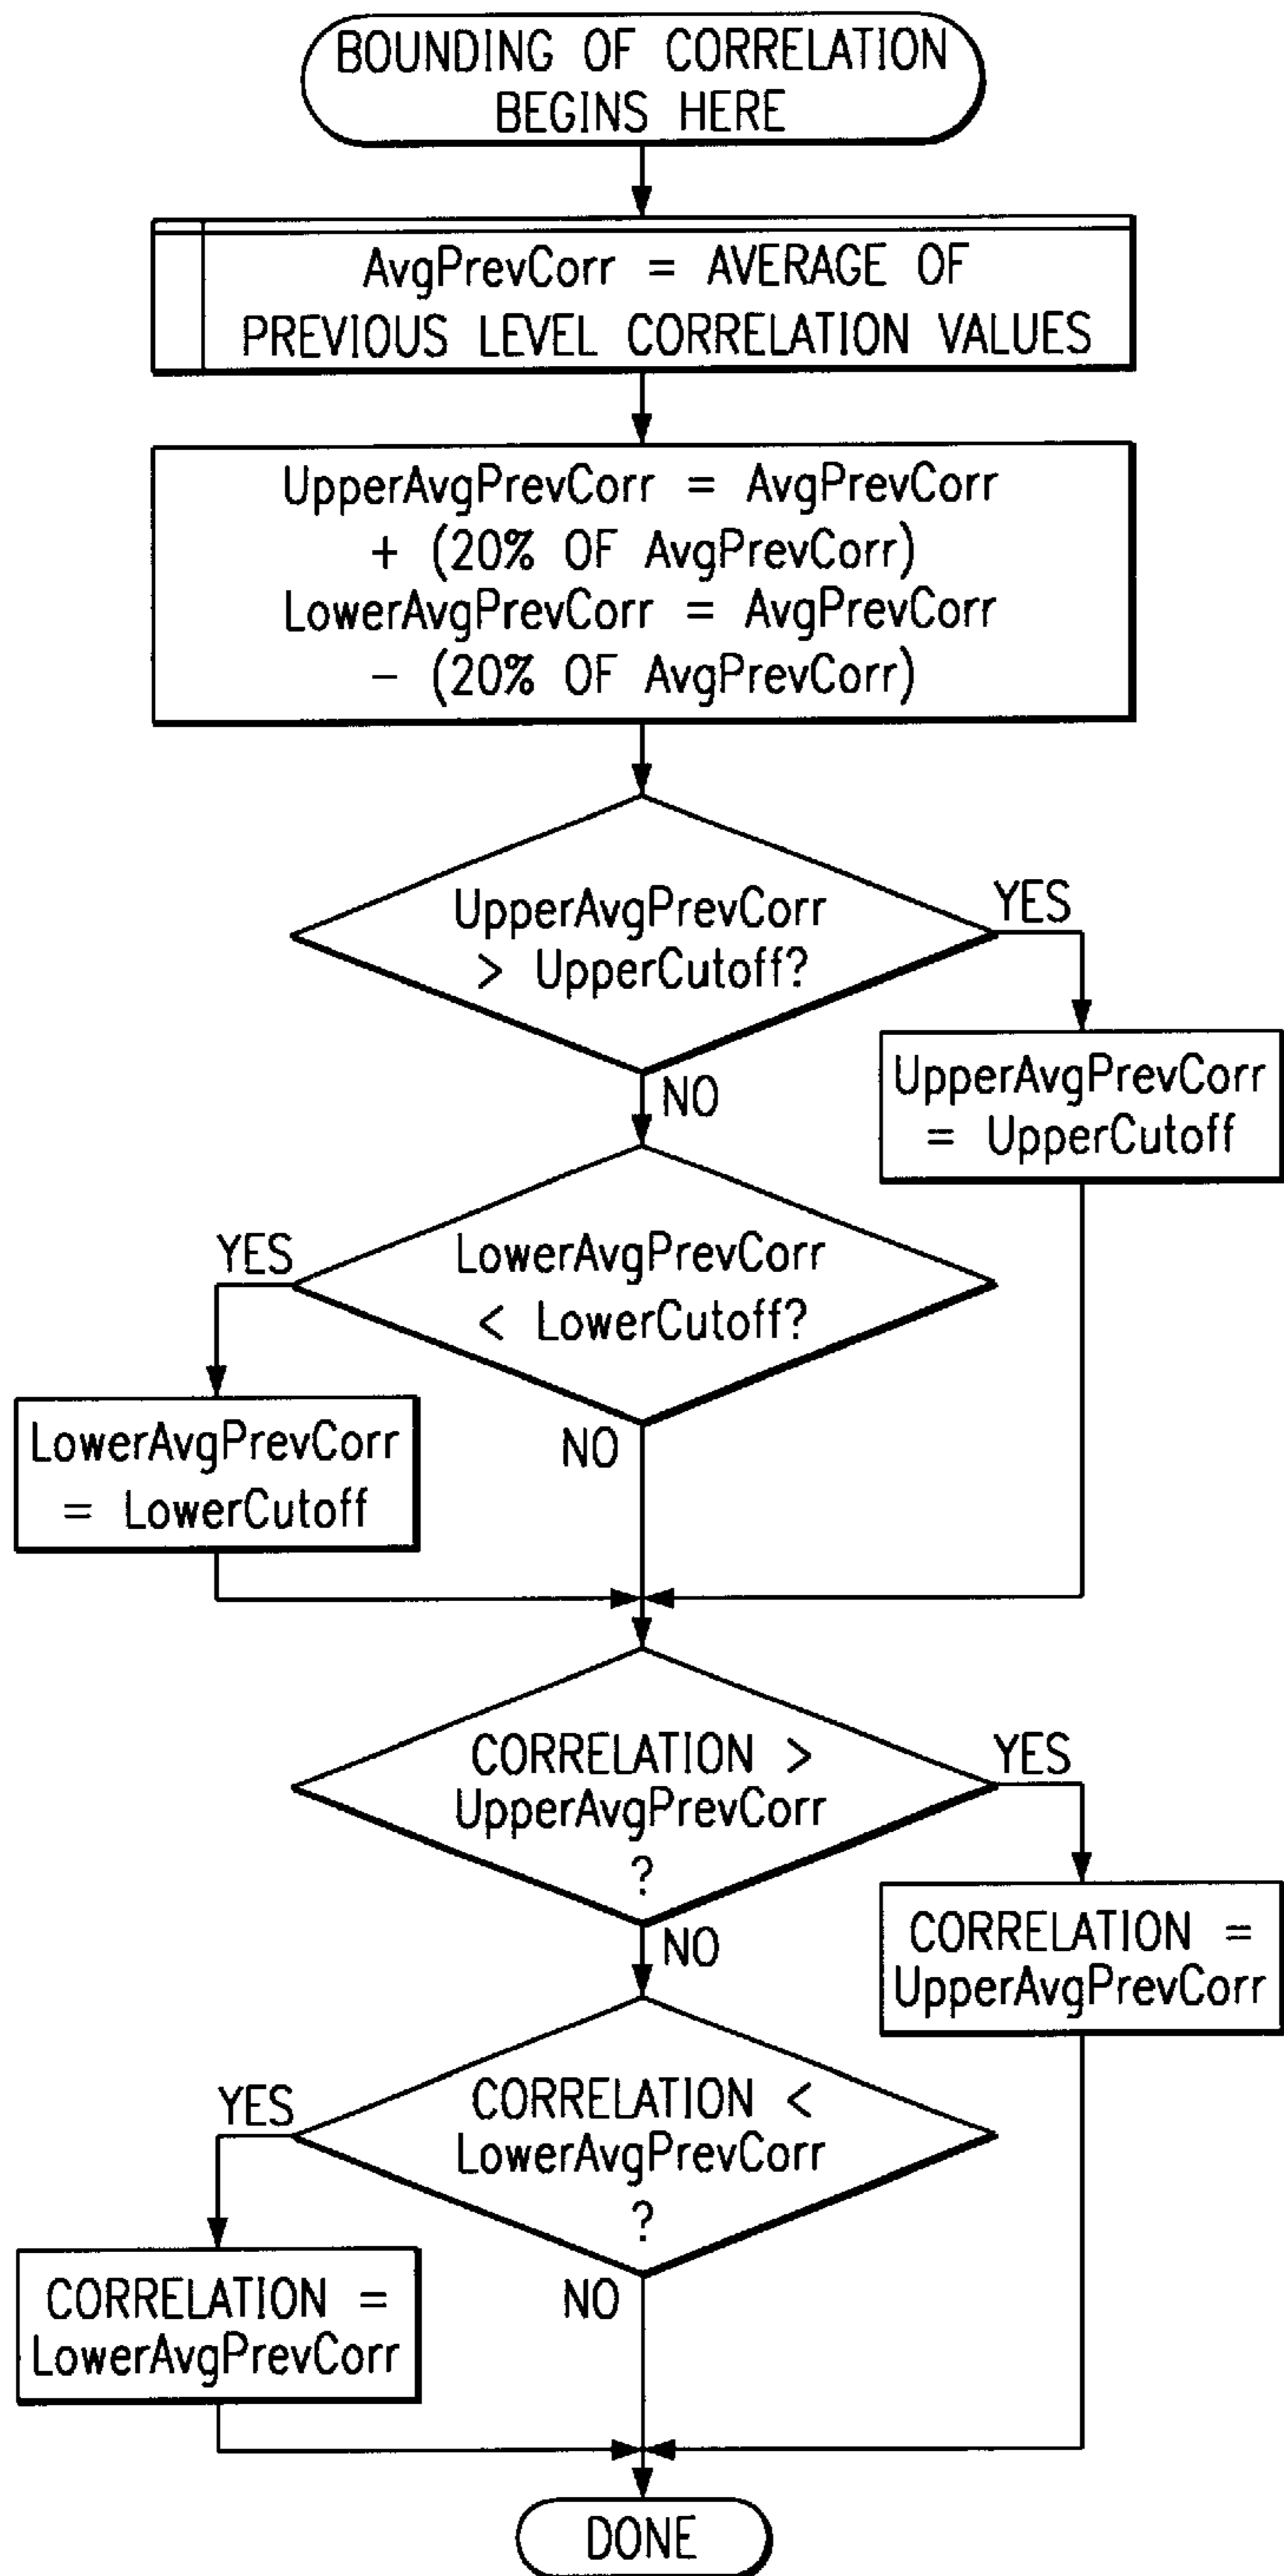 BOUNDING OF CORRELATION
BEGINS HERE
AvgPrevCorr = AVERAGE OF
PREVIOUS LEVEL CORRELATION VALUES
UpperAvgPrevCorr = AvgPrevCorr
+ (20% OF AvgPrevCorr)
LowerAvgPrevCorr = AvgPrevCorr
- (20% OF AvgPrevCorr)
UpperAvgPrevCorr
> UpperCutoff?
YES
UpperAvgPrevCorr
= UpperCutoff
NO
LowerAvgPrevCorr
< LowerCutoff?
YES
LowerAvgPrevCorr
= LowerCutoff
NO
CORRELATION >
UpperAvgPrevCorr
?
YES
CORRELATION =
UpperAvgPrevCorr
NO
CORRELATION <
LowerAvgPrevCorr
?
YES
CORRELATION =
LowerAvgPrevCorr
NO
DONE